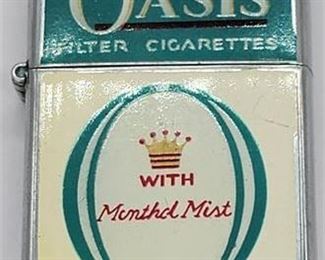 OASIS
FILTER CIGARETTES
WITH
Menthol Mist